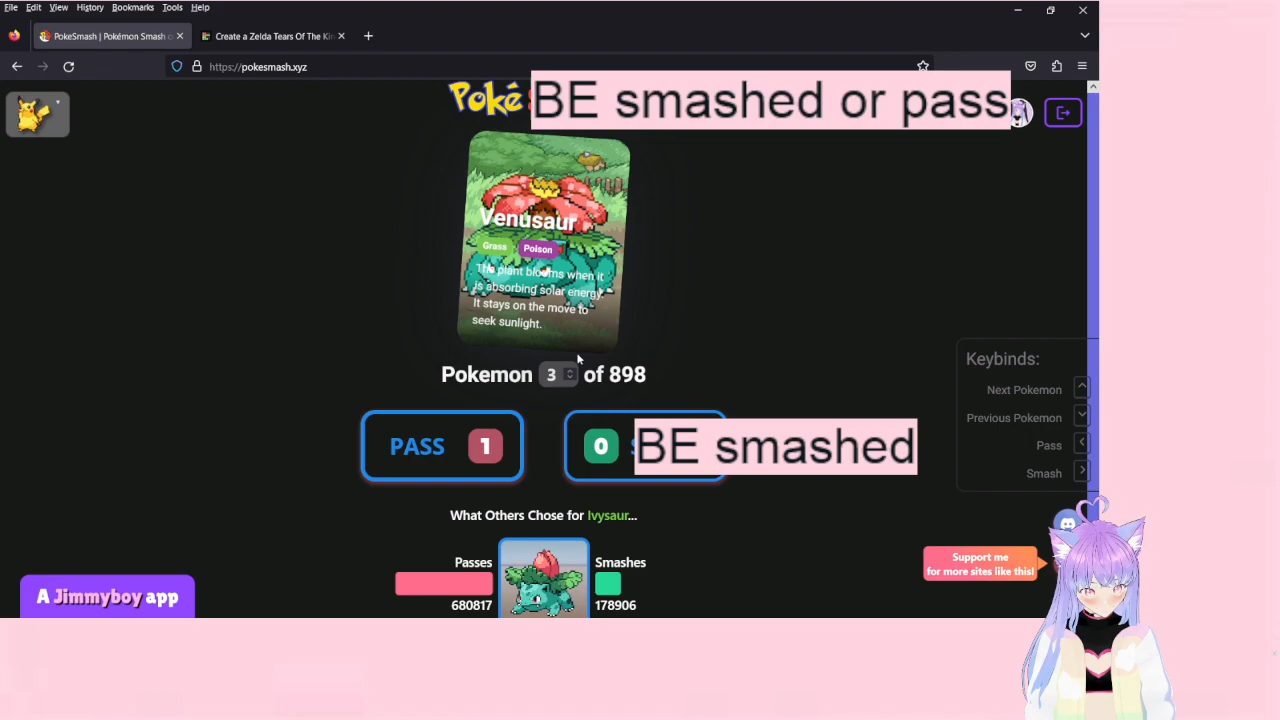 File Edit View History Bookmarks Tools Help
PokeSmash | Pokémon Smash o
Create a Zelda Tears Of The Kin
https://pokesmash.xyz
Poké BE smashed or pass
Venusaur
Grass Poison
The plant blooms when it
is absorbing solar energy.
It stays on the move to
seek sunlight.
Pokemon 3 of 898
PASS 1
0 BE smashed
Keybinds:
Next Pokemon
Previous Pokemon
Pass
Smash
What Others Chose for Ivysaur...
Passes
680817
Smashes
178906
Support me
for more sites like this!
A Jimmyboy app